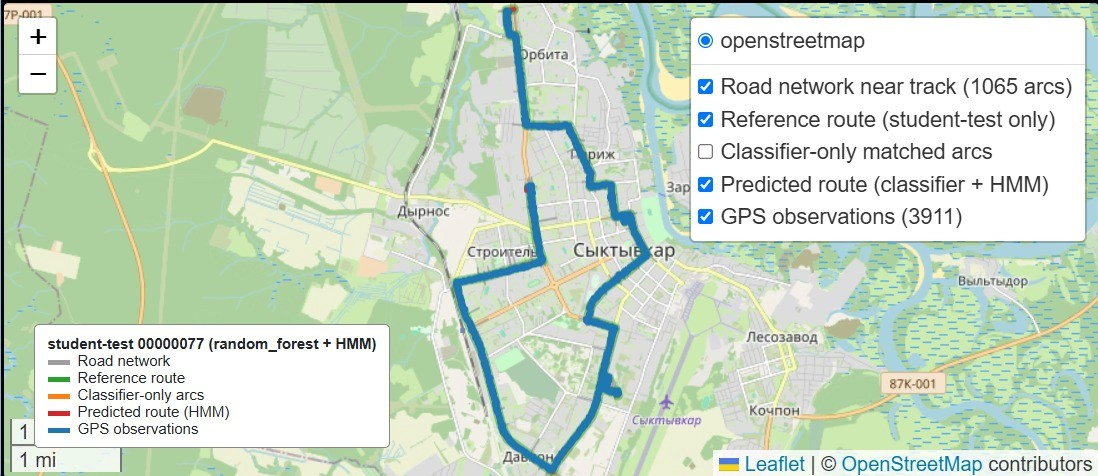 7Р-001
+
−
Орбита
Париж
Дырнос
Строитель
Сыктывкар
Зар
Выльтыдор
Лесозавод
87К-001
Сыктывкар
Кочпон
Давпон
openstreetmap
Road network near track (1065 arcs)
Reference route (student-test only)
Classifier-only matched arcs
Predicted route (classifier + HMM)
GPS observations (3911)
student-test 00000077 (random_forest + HMM)
Road network
Reference route
Classifier-only arcs
Predicted route (HMM)
GPS observations
1
1 mi
Leaflet | © OpenStreetMap contributors